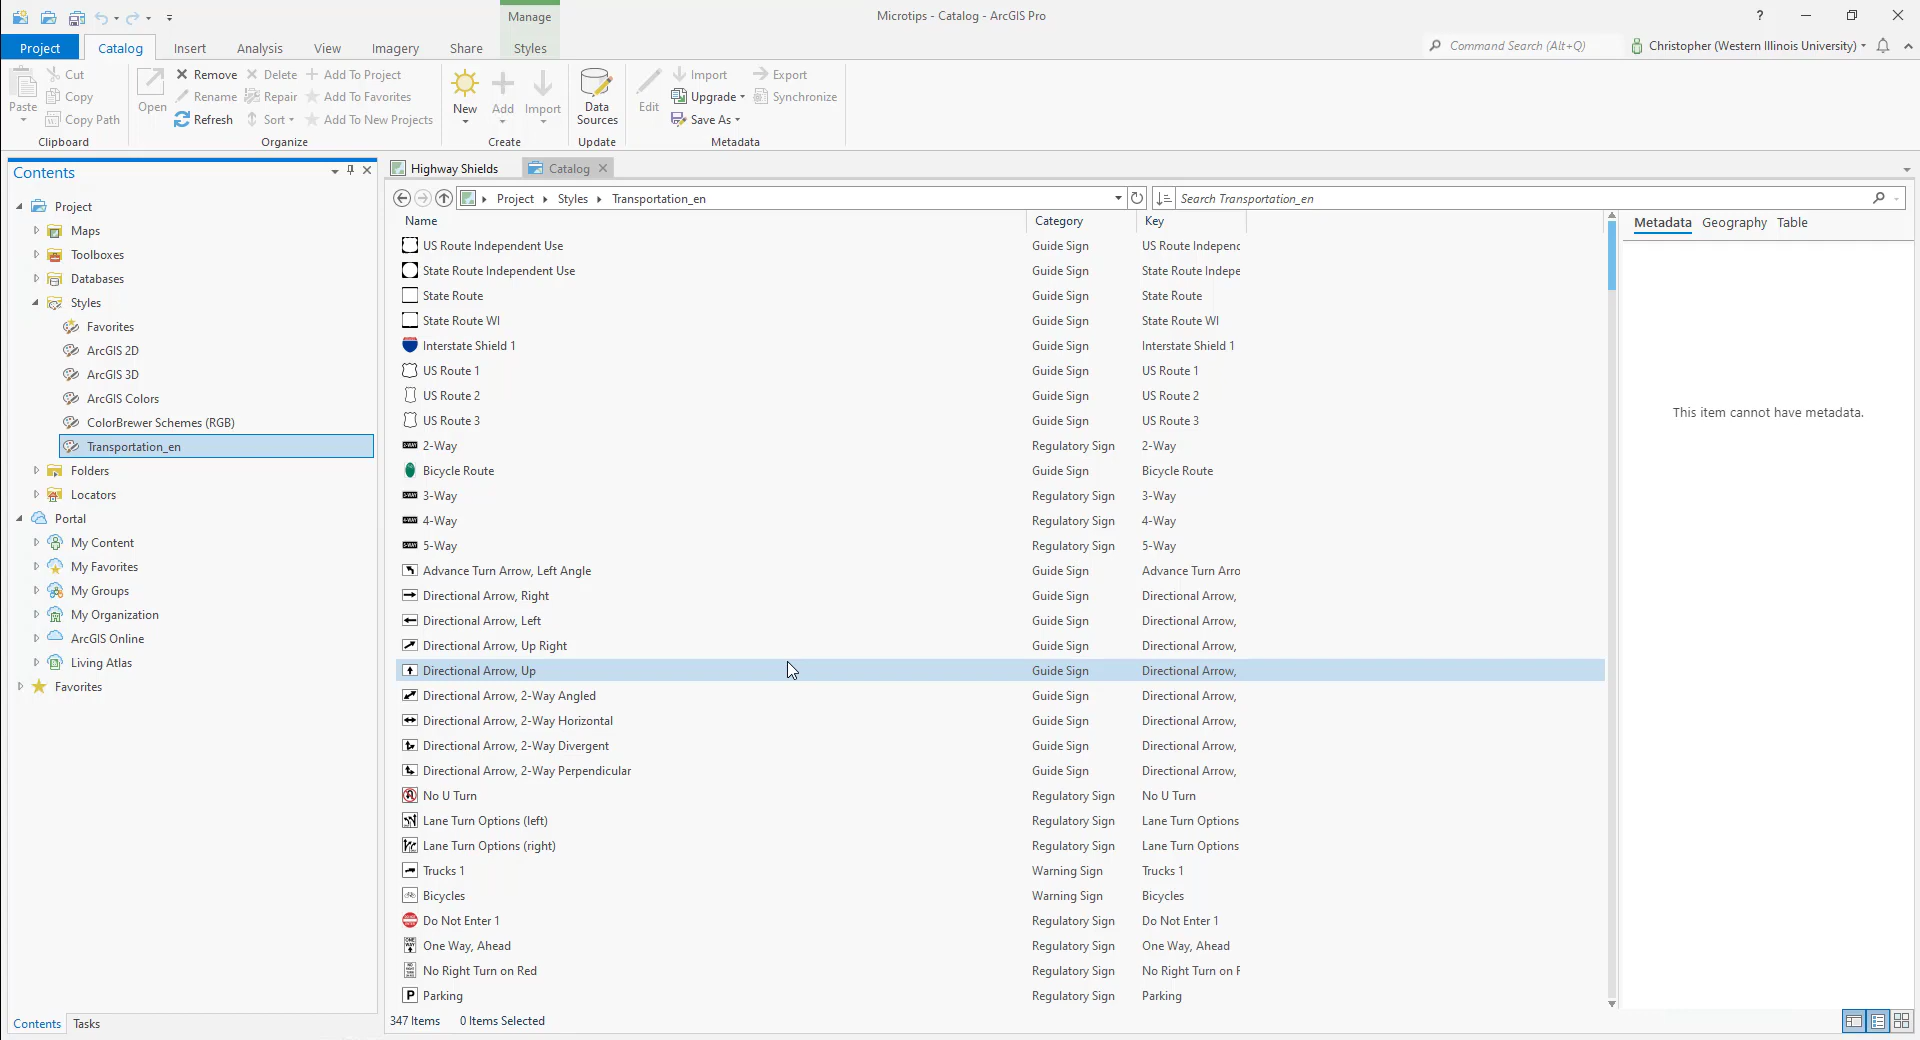 Manage
Microtips - Catalog - ArcGIS Pro
?
Project
Catalog
Insert
Analysis
View
Imagery
Share
Styles
Command Search (Alt+Q)
Christopher (Western Illinois University)
Paste
Cut
Copy
Copy Path
Clipboard
Open
Remove
Delete
Add To Project
Rename
Repair
Add To Favorites
Refresh
Sort
Add To New Projects
Organize
New
Add
Import
Create
Data
Sources
Update
Edit
Import
Export
Upgrade
Synchronize
Save As
Metadata
Contents
Project
Maps
Toolboxes
Databases
Styles
Favorites
ArcGIS 2D
ArcGIS 3D
ArcGIS Colors
ColorBrewer Schemes (RGB)
Transportation_en
Folders
Locators
Portal
My Content
My Favorites
My Groups
My Organization
ArcGIS Online
Living Atlas
Favorites
Contents
Tasks
Highway Shields
Catalog
Project
Styles
Transportation_en
Search Transportation_en
Name Category Key
US Route Independent Use Guide Sign US Route Independ
State Route Independent Use Guide Sign State Route Indepe
State Route Guide Sign State Route
State Route WI Guide Sign State Route WI
Interstate Shield 1 Guide Sign Interstate Shield 1
US Route 1 Guide Sign US Route 1
US Route 2 Guide Sign US Route 2
US Route 3 Guide Sign US Route 3
2-Way Regulatory Sign 2-Way
Bicycle Route Guide Sign Bicycle Route
3-Way Regulatory Sign 3-Way
4-Way Regulatory Sign 4-Way
5-Way Regulatory Sign 5-Way
Advance Turn Arrow, Left Angle Guide Sign Advance Turn Arro
Directional Arrow, Right Guide Sign Directional Arrow,
Directional Arrow, Left Guide Sign Directional Arrow,
Directional Arrow, Up Right Guide Sign Directional Arrow,
Directional Arrow, Up Guide Sign Directional Arrow,
Directional Arrow, 2-Way Angled Guide Sign Directional Arrow,
Directional Arrow, 2-Way Horizontal Guide Sign Directional Arrow,
Directional Arrow, 2-Way Divergent Guide Sign Directional Arrow,
Directional Arrow, 2-Way Perpendicular Guide Sign Directional Arrow,
No U Turn Regulatory Sign No U Turn
Lane Turn Options (left) Regulatory Sign Lane Turn Options
Lane Turn Options (right) Regulatory Sign Lane Turn Options
Trucks 1 Warning Sign Trucks 1
Bicycles Warning Sign Bicycles
Do Not Enter 1 Regulatory Sign Do Not Enter 1
One Way, Ahead Regulatory Sign One Way, Ahead
No Right Turn on Red Regulatory Sign No Right Turn on R
P Parking Regulatory Sign Parking
347 Items 0 Items Selected
Metadata Geography Table
This item cannot have metadata.